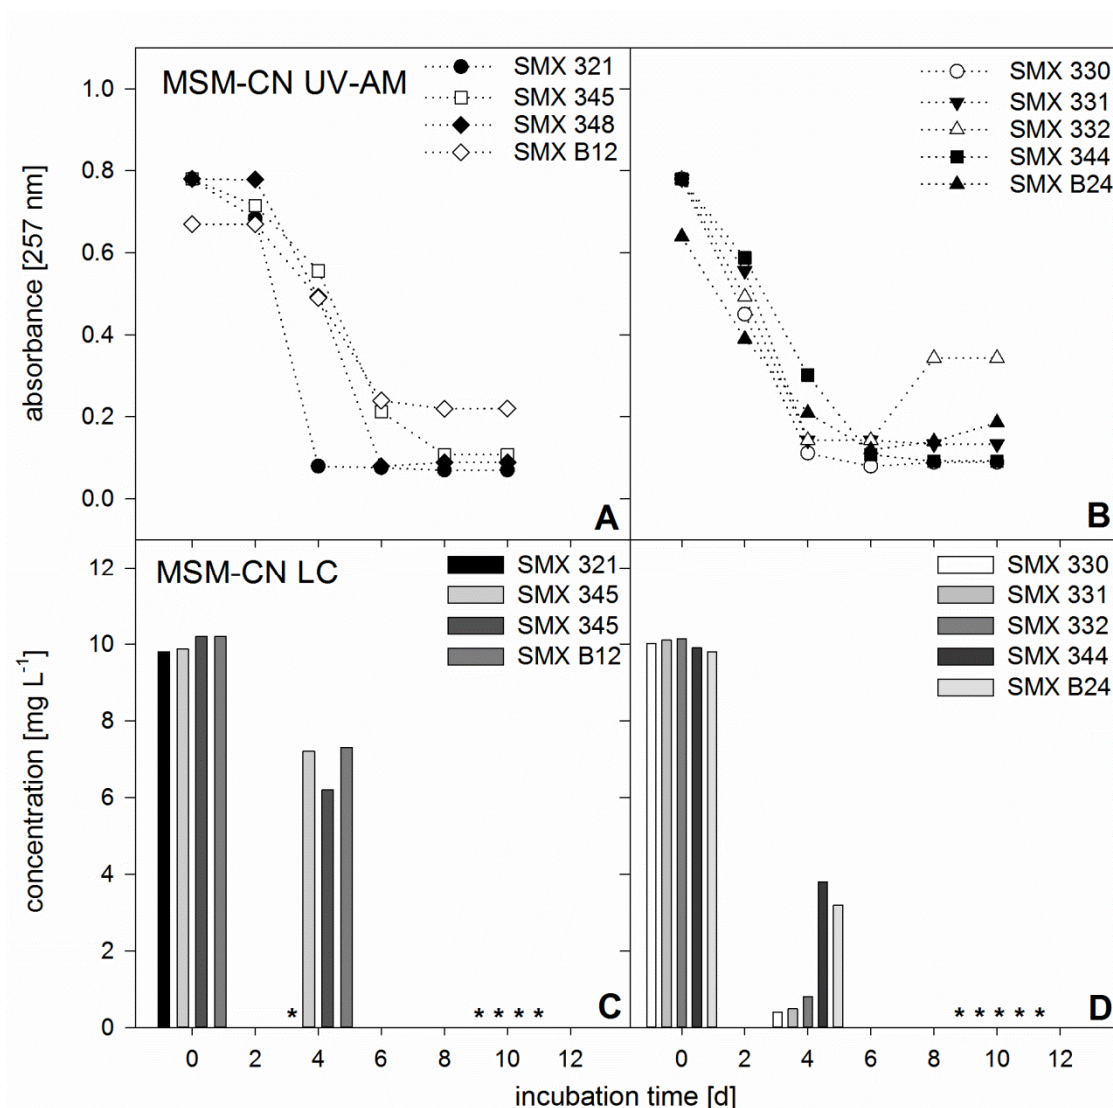 MSM-CN UV-AM
SMX 321
SMX 345
SMX 348
SMX B12
A
SMX 330
SMX 331
SMX 332
SMX 344
SMX B24
B
absorbance [257 nm]
1.0
0.8
0.6
0.4
0.2
0.0
MSM-CN LC
SMX 321
SMX 345
SMX 345
SMX B12
* * * * *
C
SMX 330
SMX 331
SMX 332
SMX 344
SMX B24
* * * * *
D
concentration [mg L⁻¹]
12
10
8
6
4
2
0
0 2 4 6 8 10 12
0 2 4 6 8 10 12
incubation time [d]